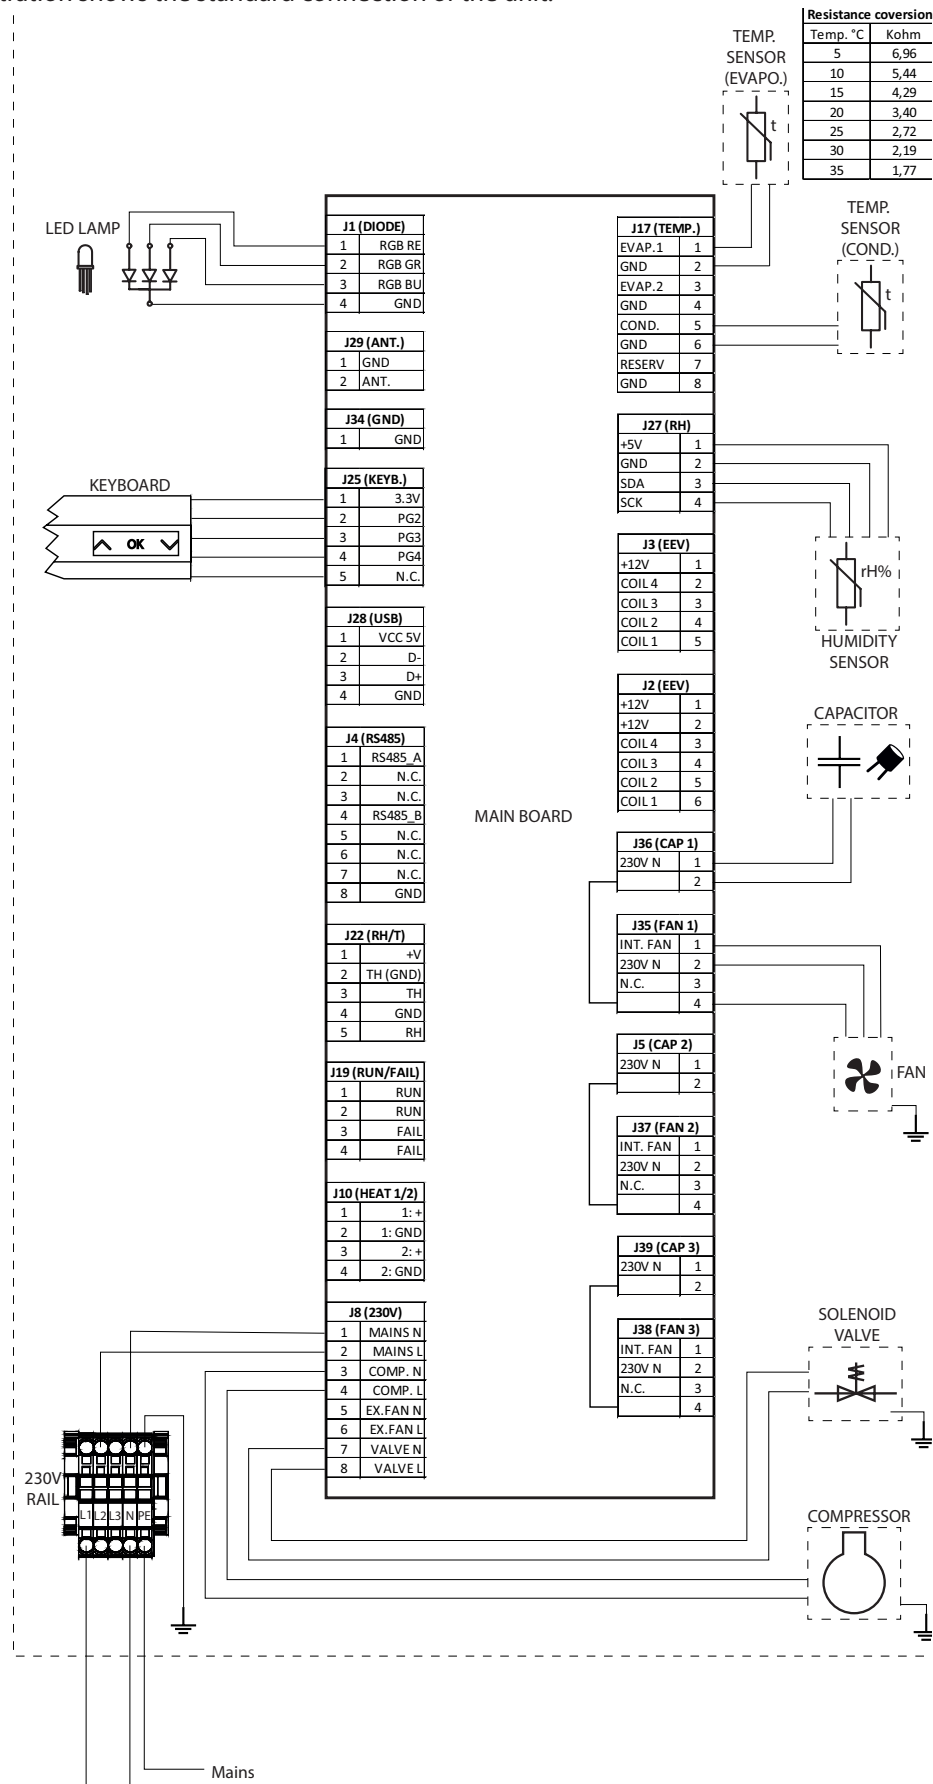 tration shows the standard connection of the unit.
Resistance coversion
Temp. °C Kohm
5 6,96
10 5,44
15 4,29
20 3,40
25 2,72
30 2,19
35 1,77
TEMP.
SENSOR
(EVAPO.)
t
TEMP.
SENSOR
(COND.)
t
LED LAMP
J1 (DIODE)
1 RGB RE
2 RGB GR
3 RGB BU
4 GND
J29 (ANT.)
1 GND
2 ANT.
J34 (GND)
1 GND
KEYBOARD
OK
J25 (KEYB.)
1 3.3V
2 PG2
3 PG3
4 PG4
5 N.C.
J28 (USB)
1 VCC 5V
2 D-
3 D+
4 GND
J4 (RS485)
1 RS485_A
2 N.C.
3 N.C.
4 RS485_B
5 N.C.
6 N.C.
7 N.C.
8 GND
J22 (RH/T)
1 +V
2 TH (GND)
3 TH
4 GND
5 RH
J19 (RUN/FAIL)
1 RUN
2 RUN
3 FAIL
4 FAIL
J10 (HEAT 1/2)
1 1: +
2 1: GND
3 2: +
4 2: GND
J8 (230V)
1 MAINS N
2 MAINS L
3 COMP. N
4 COMP. L
5 EX.FAN N
6 EX.FAN L
7 VALVE N
8 VALVE L
MAIN BOARD
J17 (TEMP.)
EVAP.1 1
GND 2
EVAP.2 3
GND 4
COND. 5
GND 6
RESERV 7
GND 8
J27 (RH)
+5V 1
GND 2
SDA 3
SCK 4
rH%
HUMIDITY
SENSOR
J3 (EEV)
+12V 1
COIL 4 2
COIL 3 3
COIL 2 4
COIL 1 5
J2 (EEV)
+12V 1
+12V 2
COIL 4 3
COIL 3 4
COIL 2 5
COIL 1 6
CAPACITOR
J36 (CAP 1)
230V N 1
2
J35 (FAN 1)
INT. FAN 1
230V N 2
N.C. 3
4
FAN
J5 (CAP 2)
230V N 1
2
J37 (FAN 2)
INT. FAN 1
230V N 2
N.C. 3
4
J39 (CAP 3)
230V N 1
2
J38 (FAN 3)
INT. FAN 1
230V N 2
N.C. 3
4
SOLENOID
VALVE
COMPRESSOR
230V
RAIL
L1 L2 L3 N PE
Mains